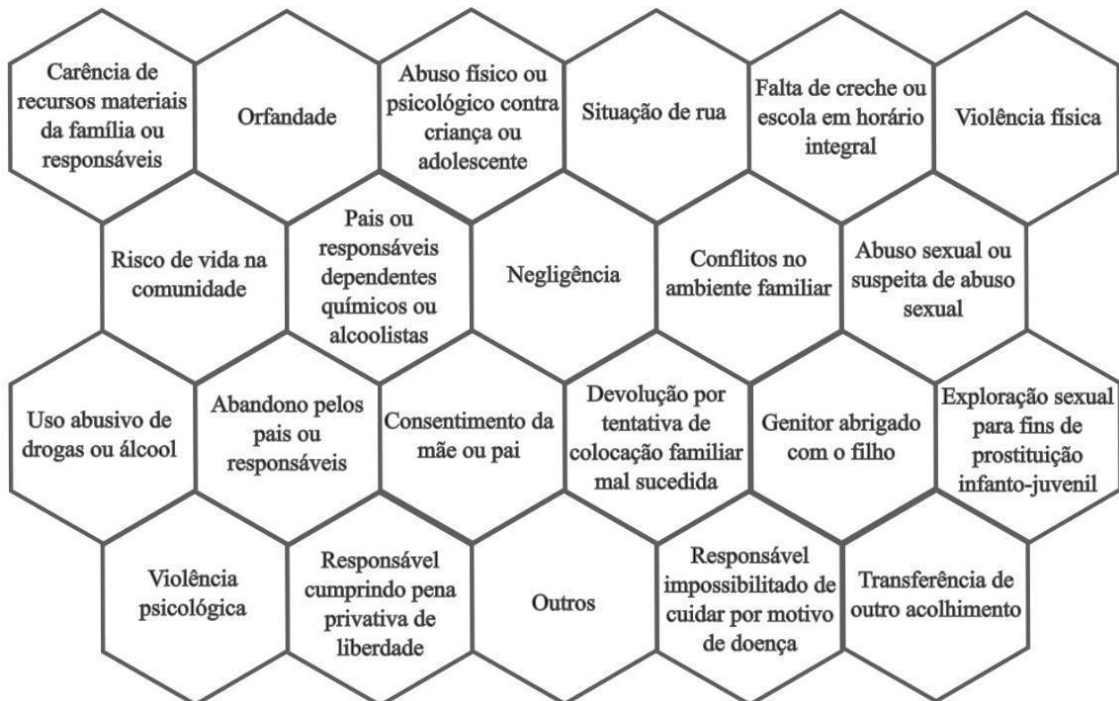 Carência de
recursos materiais
da família ou
responsáveis
Orfandade
Abuso físico ou
psicológico contra
criança ou
adolescente
Situação de rua
Falta de creche ou
escola em horário
integral
Violência física
Risco de vida na
comunidade
Pais ou
responsáveis
dependentes
químicos ou
alcoolistas
Negligência
Conflitos no
ambiente familiar
Abuso sexual ou
suspeita de abuso
sexual
Uso abusivo de
drogas ou álcool
Abandono pelos
pais ou
responsáveis
Consentimento da
mãe ou pai
Devolução por
tentativa de
colocação familiar
mal sucedida
Genitor abrigado
com o filho
Exploração sexual
para fins de
prostituição
infanto-juvenil
Violência
psicológica
Responsável
cumprindo pena
privativa de
liberdade
Outros
Responsável
impossibilitado de
cuidar por motivo
de doença
Transferência de
outro acolhimento